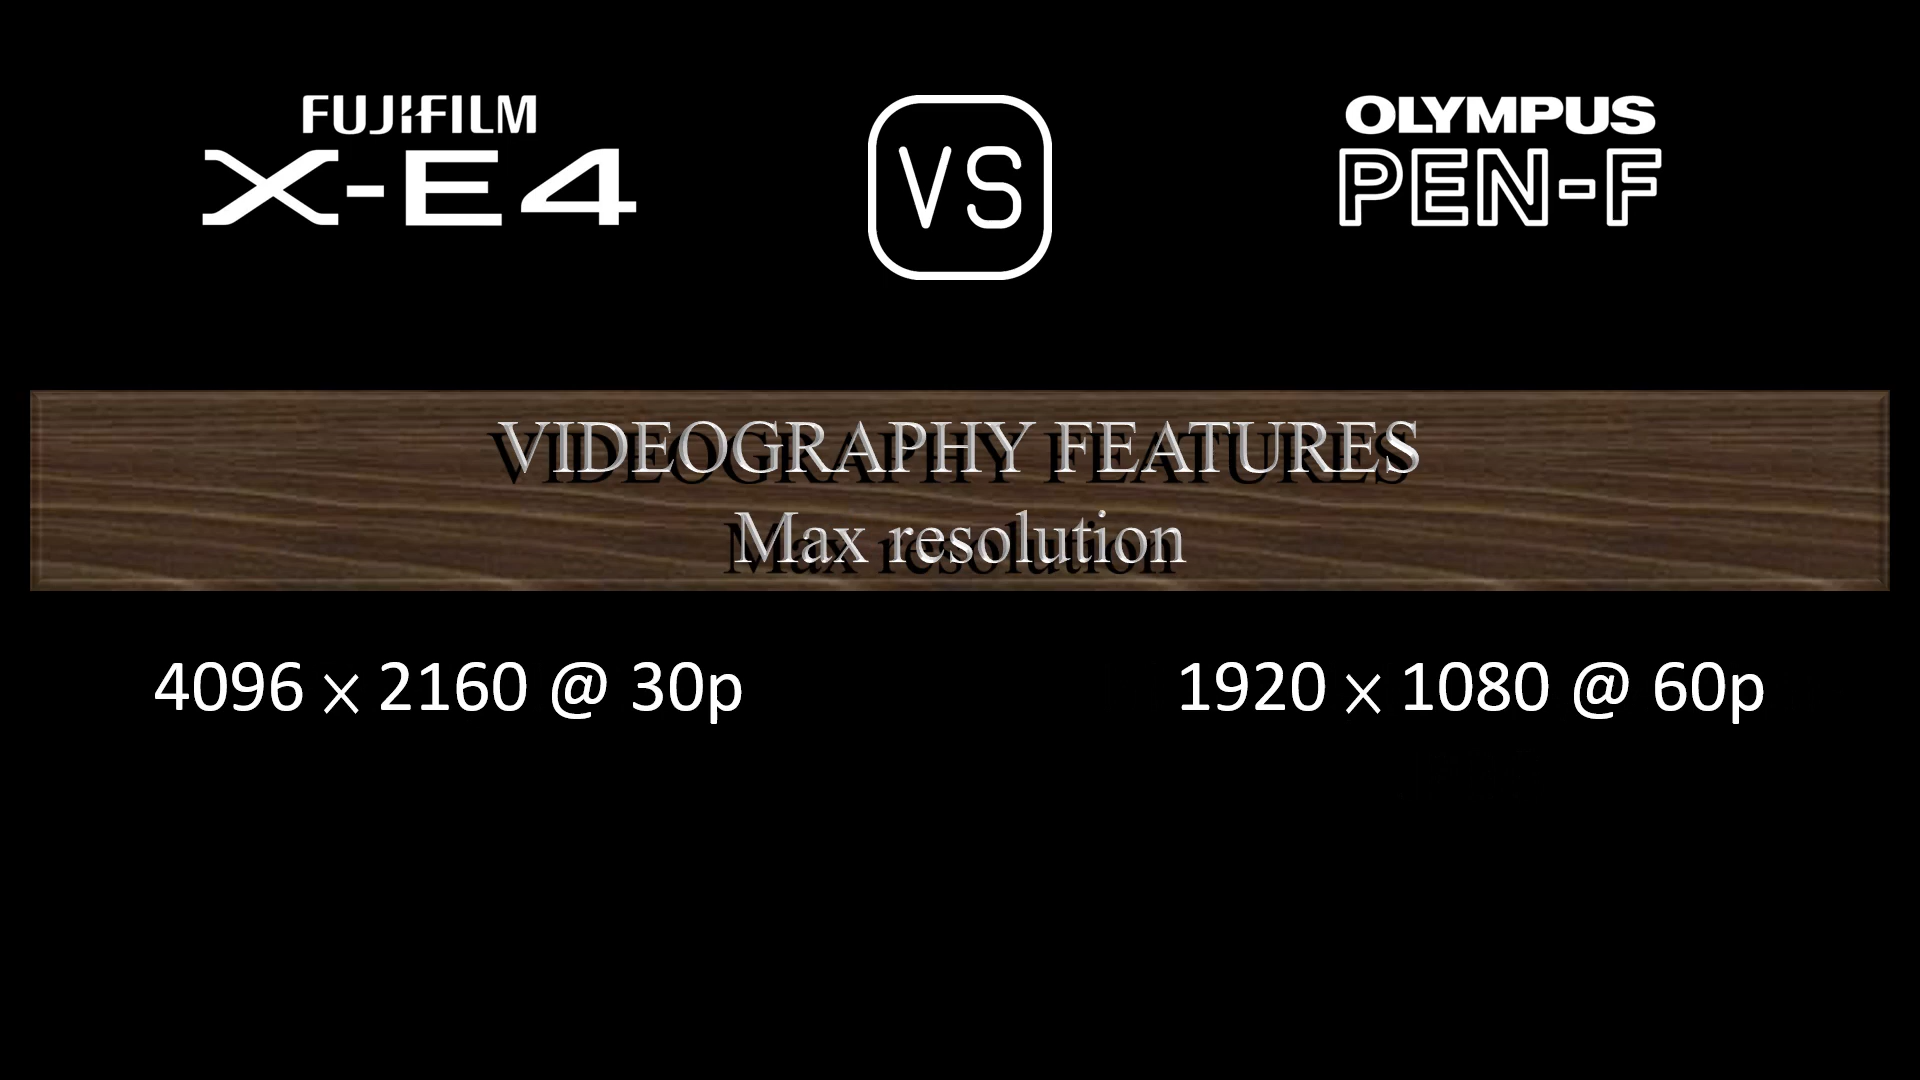 FUJIFILM
X-E4
VS
OLYMPUS
PEN-F
VIDEOGRAPHY FEATURES
Max resolution
4096 x 2160 @ 30p
1920 x 1080 @ 60p